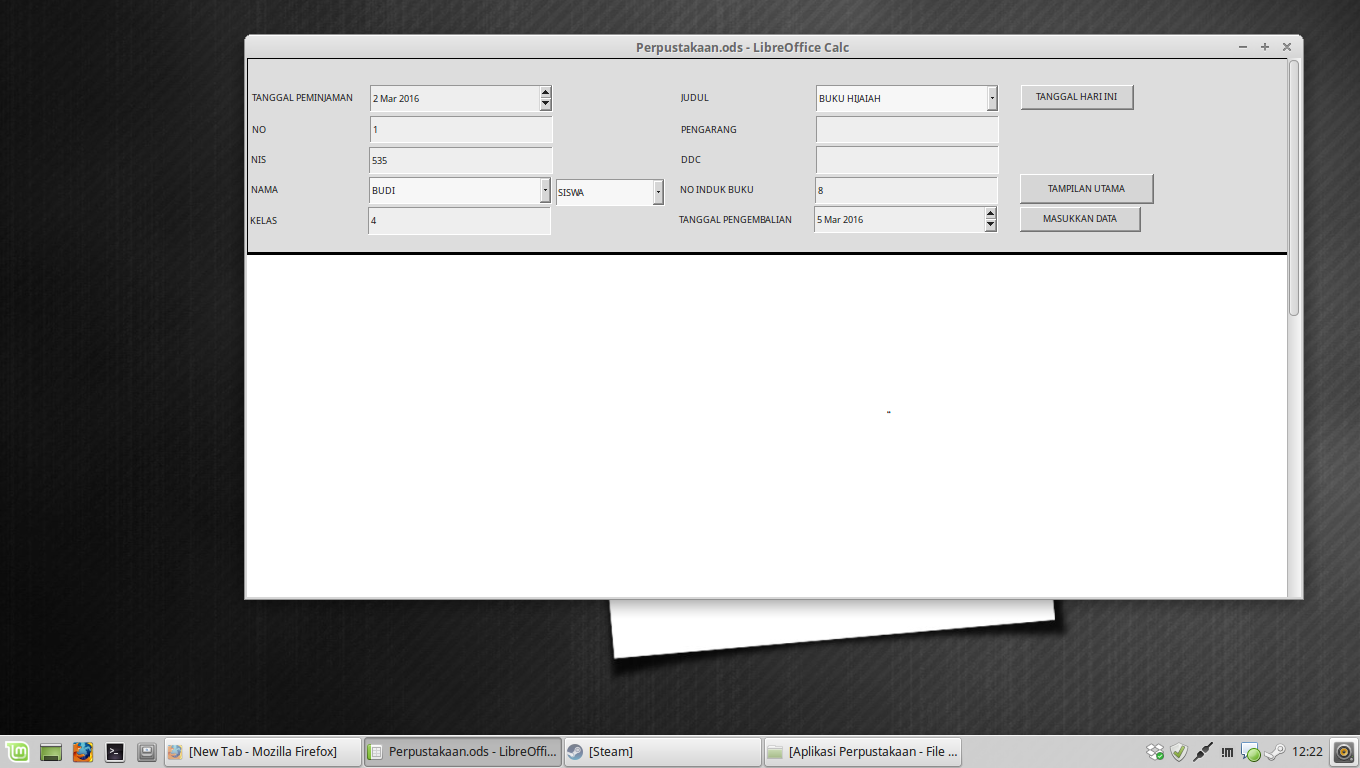 Perpustakaan.ods - LibreOffice Calc
TANGGAL PEMINJAMAN 2 Mar 2016 JUDUL BUKU HIJAIAH TANGGAL HARI INI
NO 1 PENGARANG
NIS 535 DDC
NAMA BUDI SISWA NO INDUK BUKU 8 TAMPILAN UTAMA
KELAS 4 TANGGAL PENGEMBALIAN 5 Mar 2016 MASUKKAN DATA
[New Tab - Mozilla Firefox] Perpustakaan.ods - LibreOffi... [Steam] [Aplikasi Perpustakaan - File ... 12:22